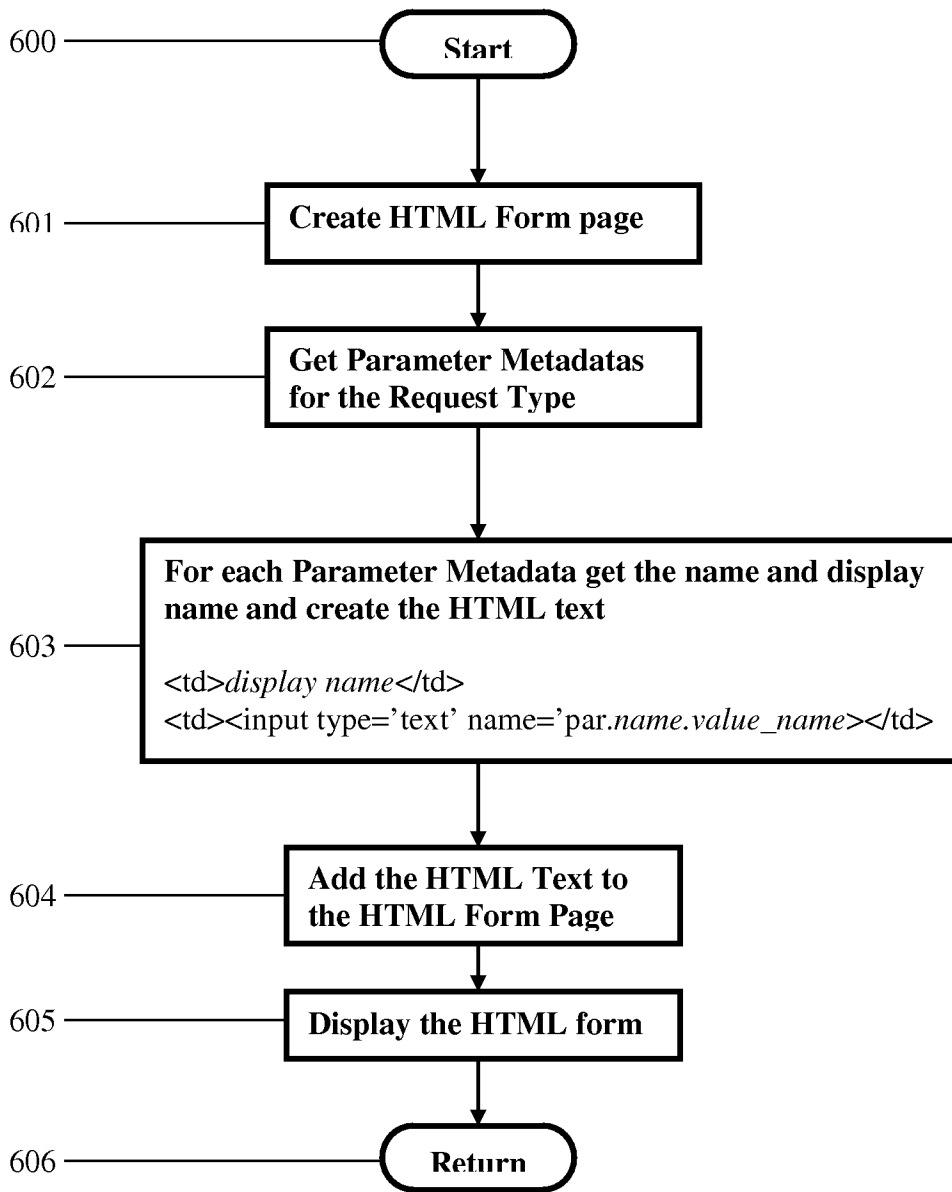 600
Start
601
Create HTML Form page
602
Get Parameter Metadatas
for the Request Type
603
For each Parameter Metadata get the name and display
name and create the HTML text
<td>display name</td>
<td><input type=’text’ name=’par.name.value_name></td>
604
Add the HTML Text to
the HTML Form Page
605
Display the HTML form
606
Return